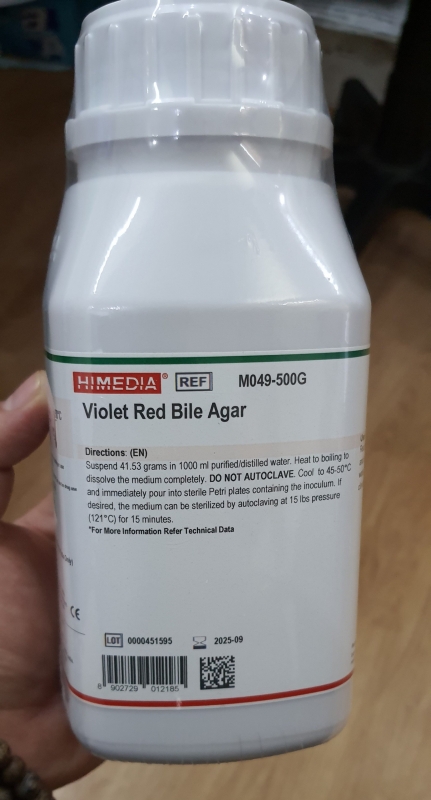 HIMEDIA® REF M049-500G
Violet Red Bile Agar
Directions: (EN)
Suspend 41.53 grams in 1000 ml purified/distilled water. Heat to boiling to
dissolve the medium completely. DO NOT AUTOCLAVE. Cool to 45-50°C
and immediately pour into sterile Petri plates containing the inoculum. If
desired, the medium can be sterilized by autoclaving at 15 lbs pressure
(121°C) for 15 minutes.
*For More Information Refer Technical Data
CE
LOT 0000451595 2025-09
8 902729 012185